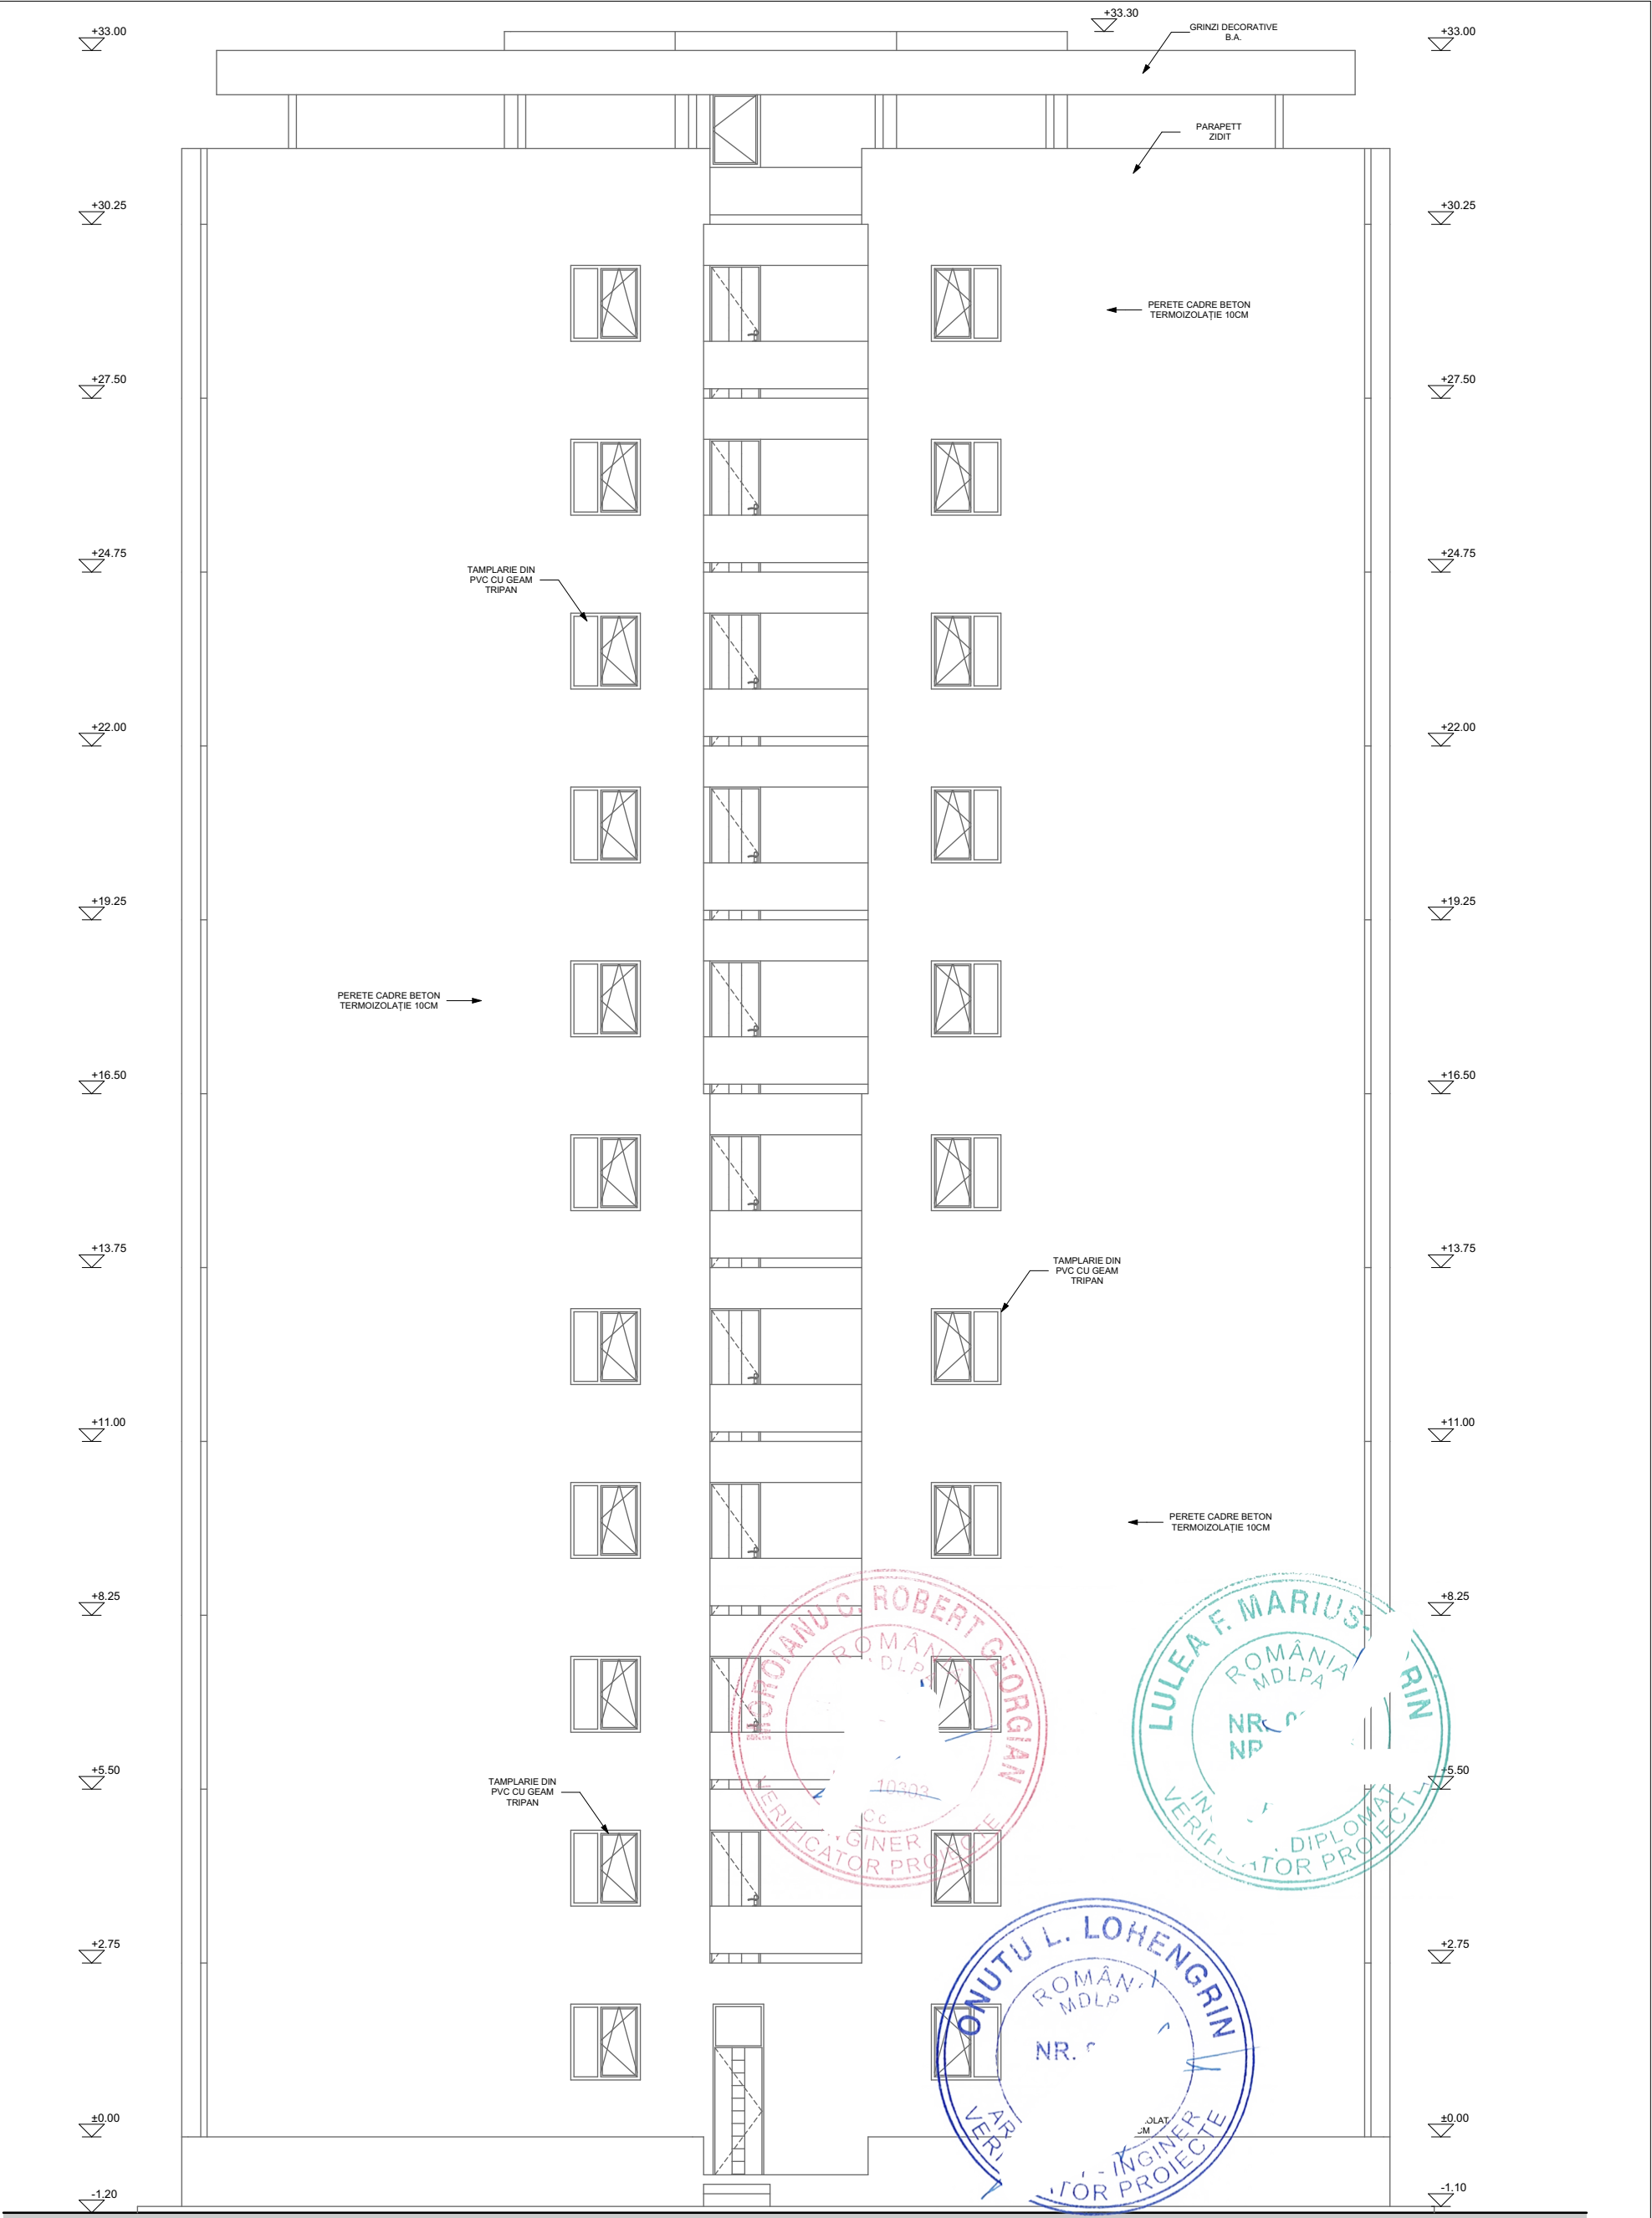 +33.30
+33.00
GRINZI DECORATIVE
B.A.
+33.00
PARAPETT
ZIDIT
+30.25
+30.25
PERETE CADRE BETON
TERMOIZOLAȚIE 10CM
+27.50
+27.50
+24.75
+24.75
TAMPLARIE DIN
PVC CU GEAM
TRIPAN
+22.00
+22.00
+19.25
+19.25
PERETE CADRE BETON
TERMOIZOLAȚIE 10CM
+16.50
+16.50
+13.75
+13.75
TAMPLARIE DIN
PVC CU GEAM
TRIPAN
+11.00
+11.00
PERETE CADRE BETON
TERMOIZOLAȚIE 10CM
+8.25
+8.25
C. ROBERT GEORGIAN
ROMÂNIA
10303
VERIFICATOR PROIECTE
LULEA F. MARIUS
ROMÂNIA
MDLPA
NR.
DIPLOMAT
+5.50
+5.50
TAMPLARIE DIN
PVC CU GEAM
TRIPAN
+2.75
+2.75
ONUTU L. LOHENGRIN
NR.
INGINER
PROIECTE
±0.00
±0.00
-1.20
-1.10